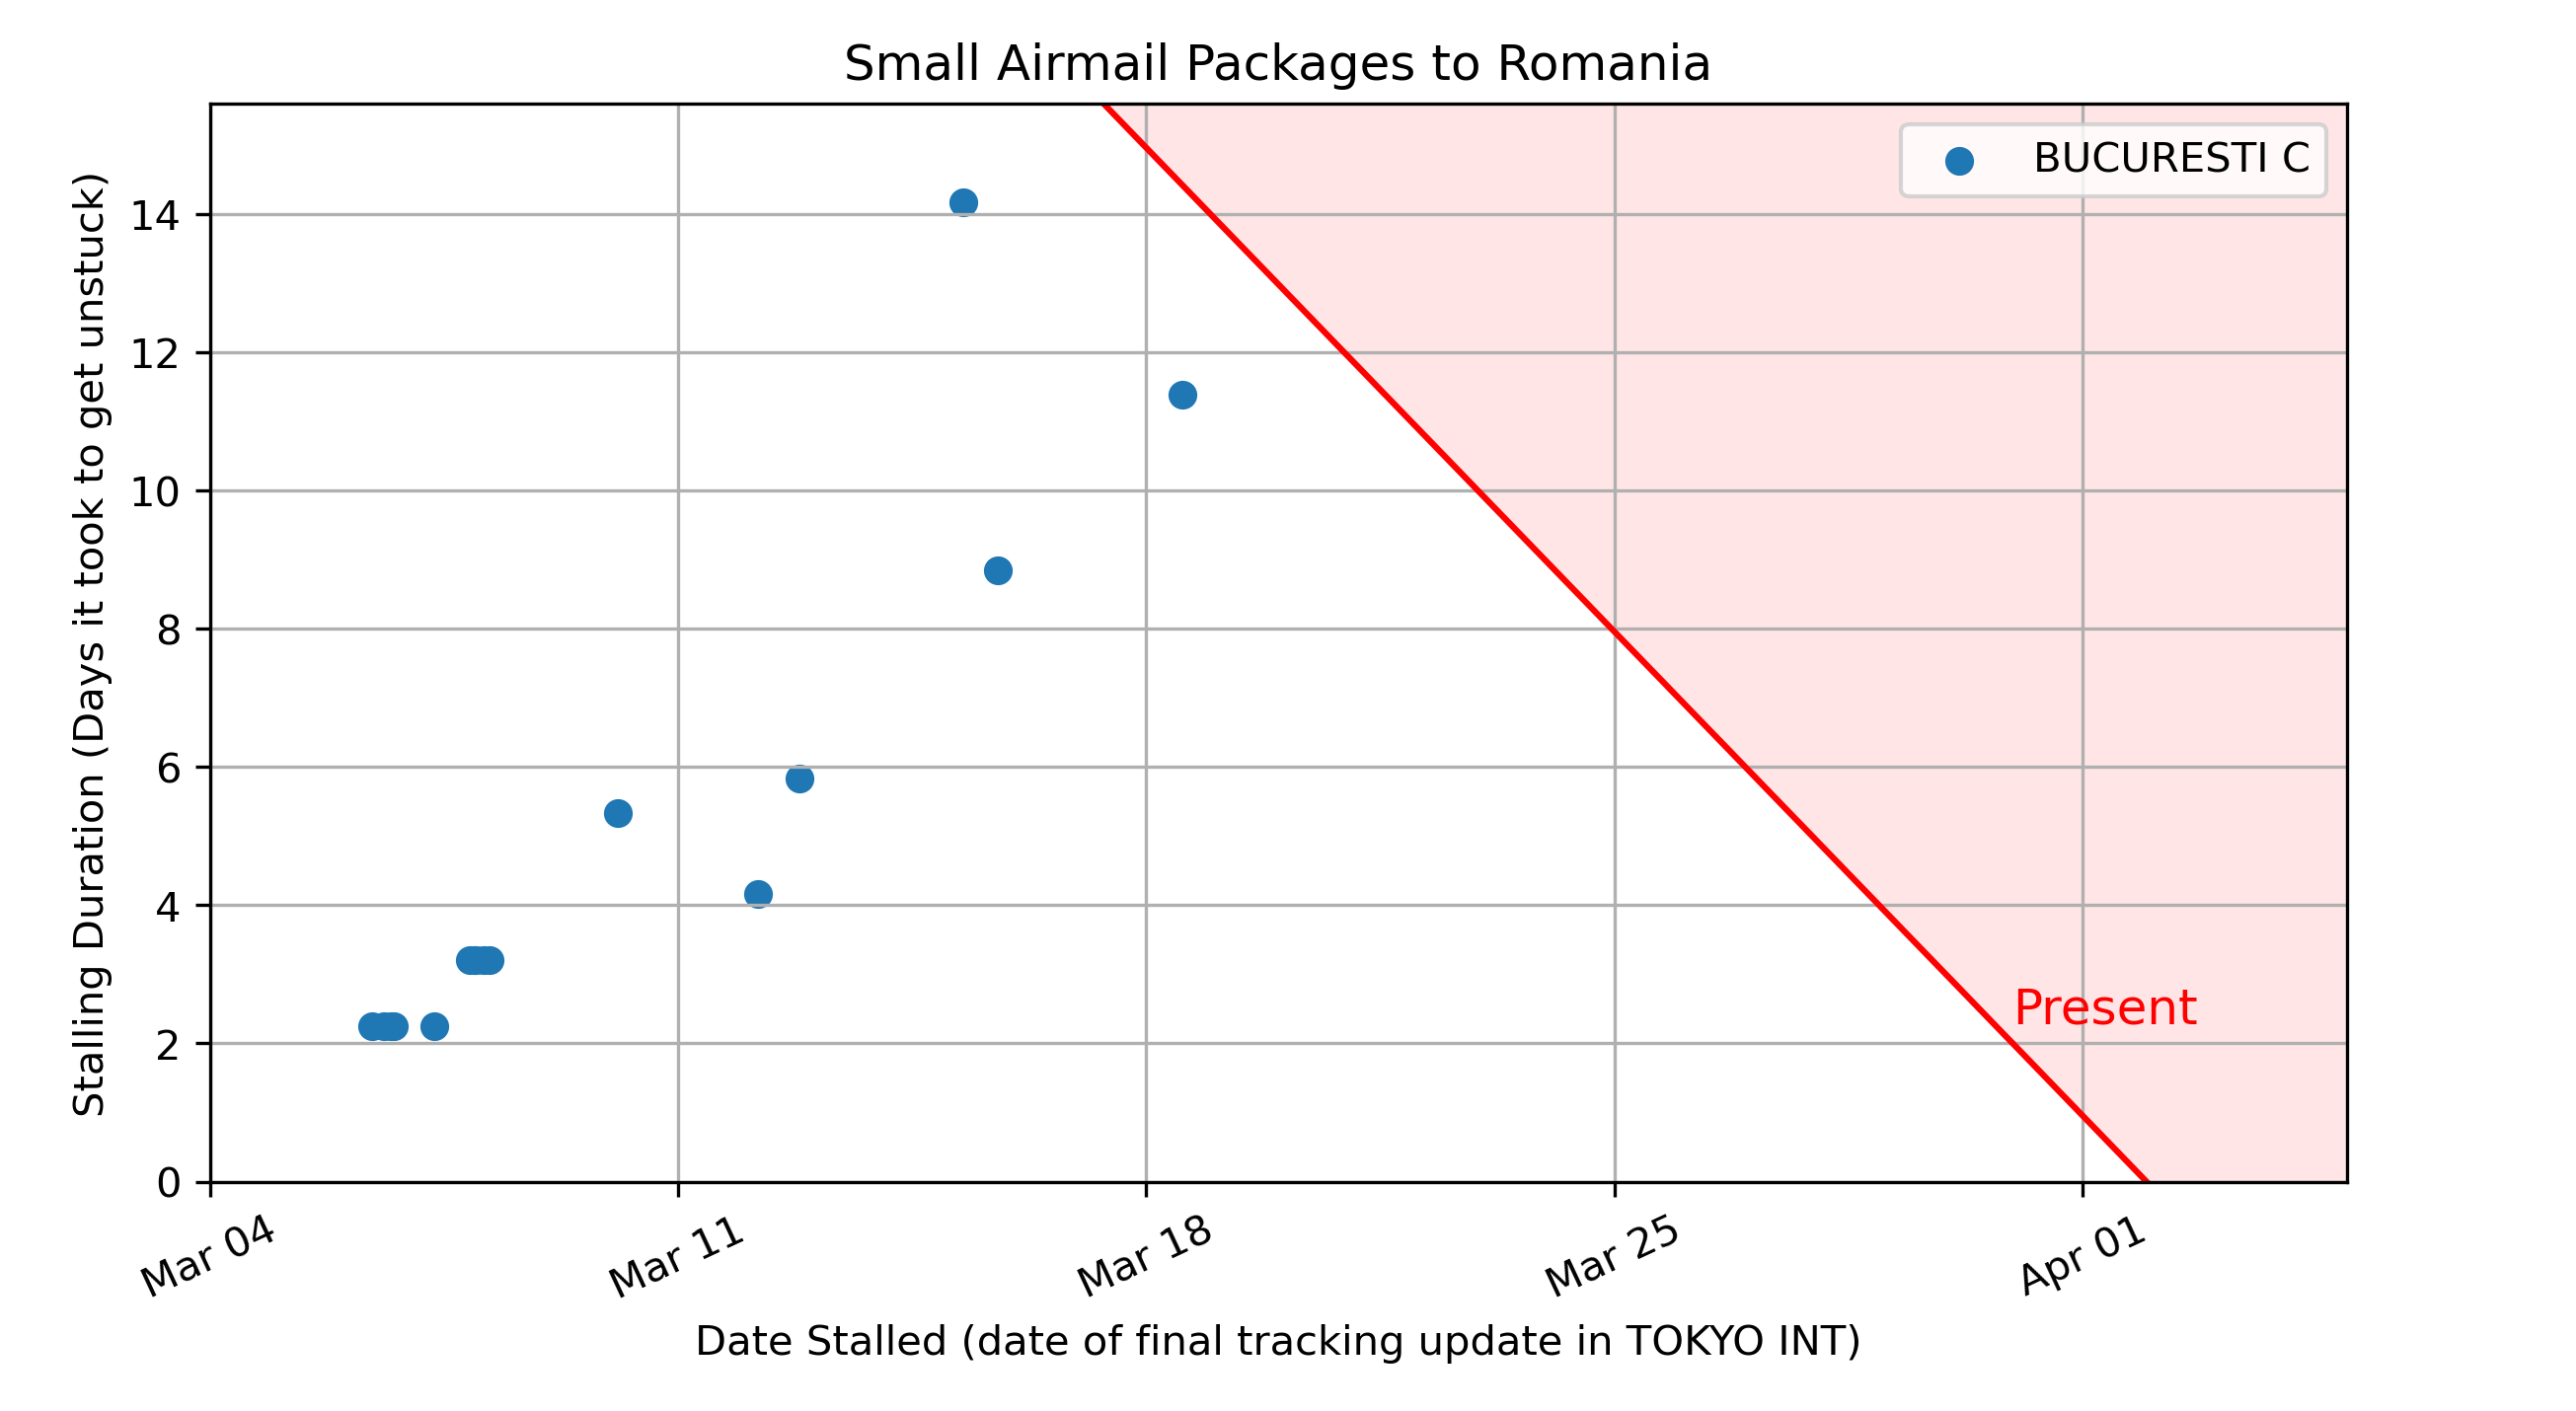 Small Airmail Packages to Romania
BUCURESTI C
Stalling Duration (Days it took to get unstuck)
14
12
10
8
6
4
2
0
Present
Mar 04
Mar 11
Mar 18
Mar 25
Apr 01
Date Stalled (date of final tracking update in TOKYO INT)